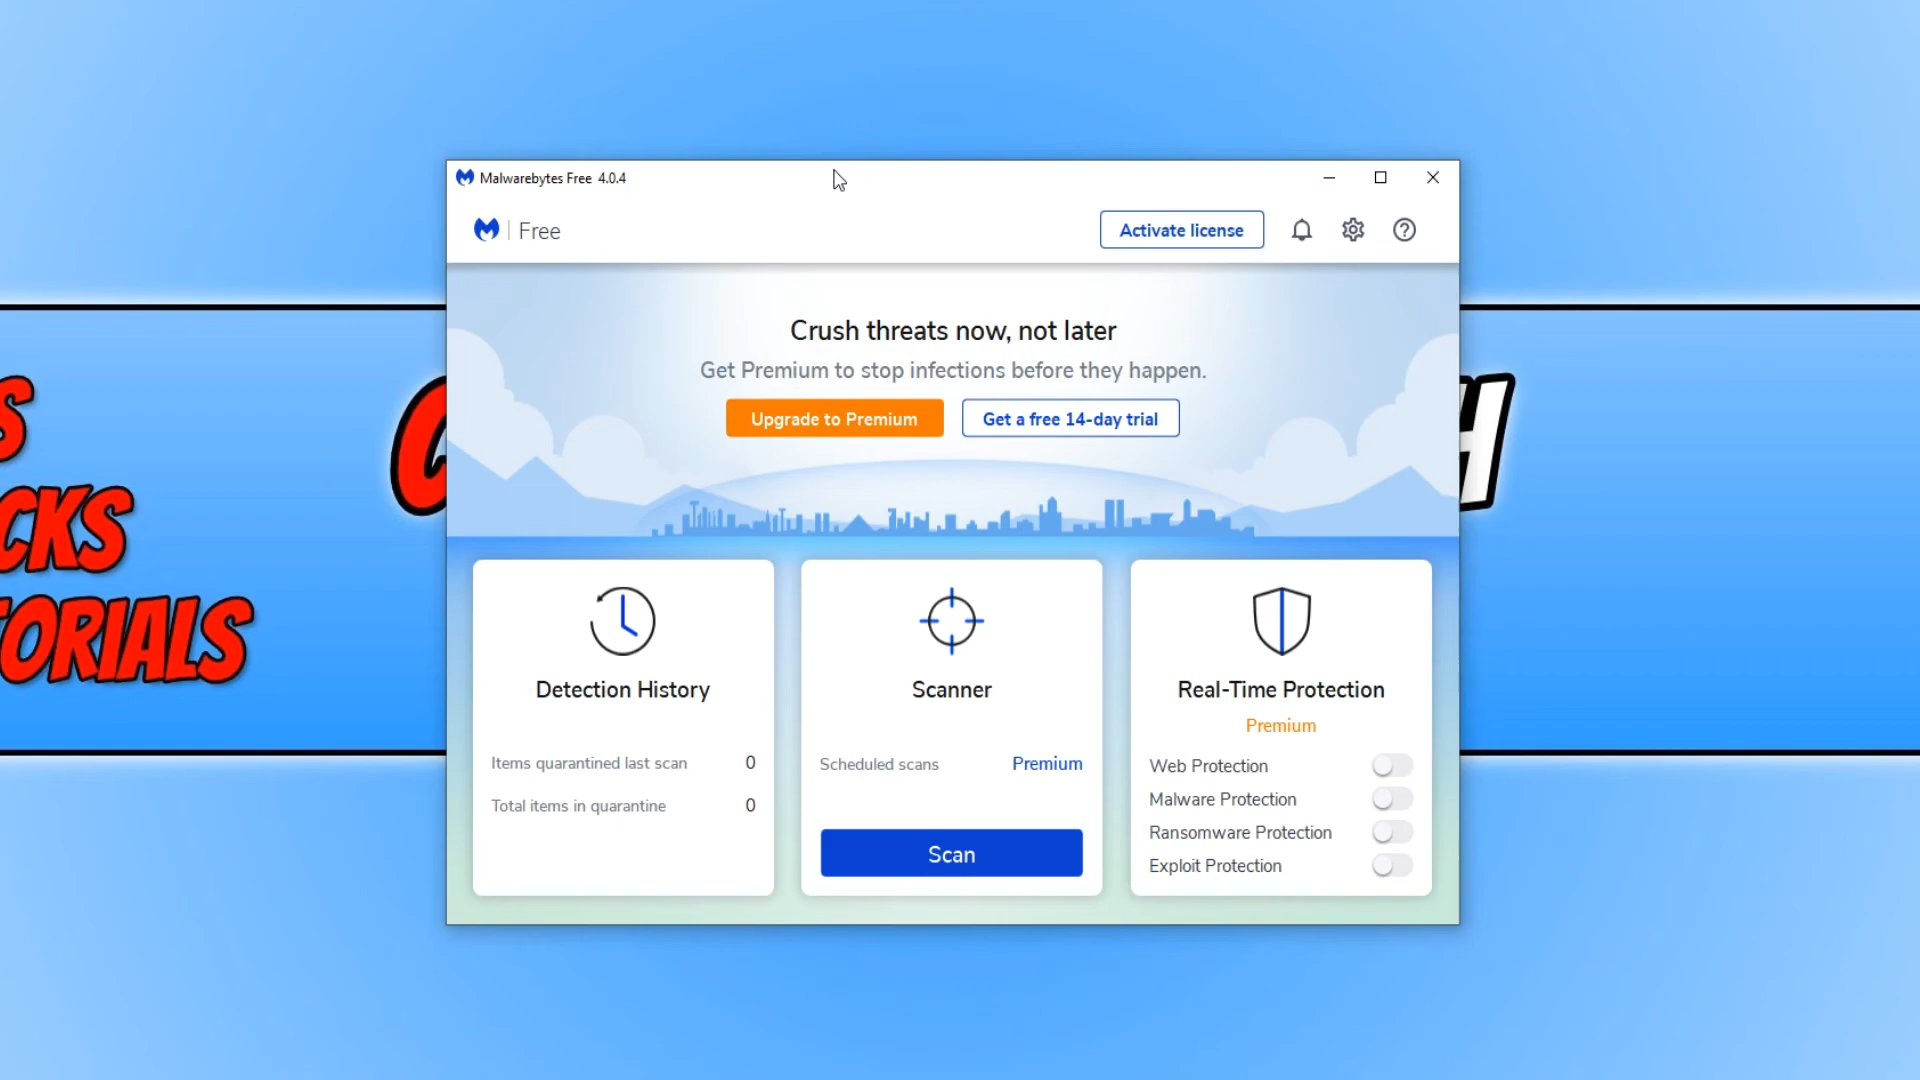 Malwarebytes Free 4.0.4
Free
Activate license
Crush threats now, not later
Get Premium to stop infections before they happen.
Upgrade to Premium
Get a free 14-day trial
Detection History
Items quarantined last scan 0
Total items in quarantine 0
Scanner
Scheduled scans Premium
Scan
Real-Time Protection
Premium
Web Protection
Malware Protection
Ransomware Protection
Exploit Protection
S
CKS
ORIALS